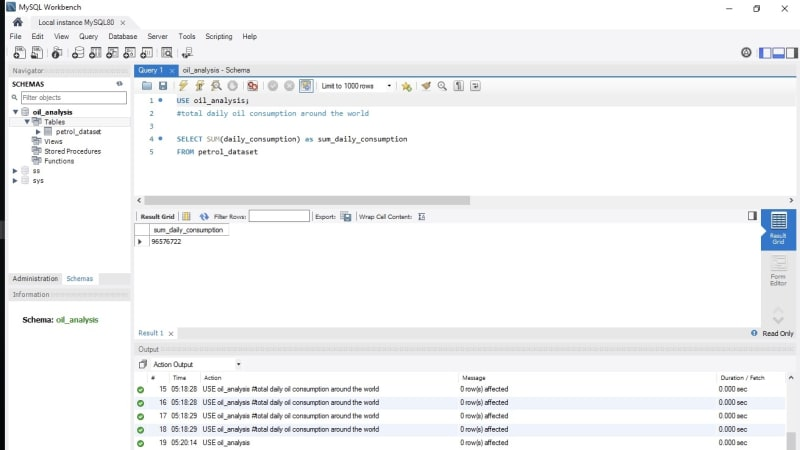 MySQL Workbench
Local instance MySQL80 ×
File Edit View Query Database Server Tools Scripting Help
Navigator
SCHEMAS
Filter objects
oil_analysis
Tables
petrol_dataset
Views
Stored Procedures
Functions
ss
sys
Administration Schemas
Information
Schema: oil_analysis
Query 1 oil_analysis - Schema
Limit to 1000 rows
1 USE oil_analysis;
2 #total daily oil consumption around the world
3
4 SELECT SUM(daily_consumption) as sum_daily_consumption
5 FROM petrol_dataset
Result Grid Filter Rows: Export: Wrap Cell Content:
sum_daily_consumption
96576722
Result Grid
Form Editor
Result 1 × Read Only
Output
Action Output
# Time Action Message Duration / Fetch
15 05:18:28 USE oil_analysis #total daily oil consumption around the world 0 row(s) affected 0.000 sec
16 05:18:28 USE oil_analysis #total daily oil consumption around the world 0 row(s) affected 0.000 sec
17 05:18:29 USE oil_analysis #total daily oil consumption around the world 0 row(s) affected 0.000 sec
18 05:18:29 USE oil_analysis #total daily oil consumption around the world 0 row(s) affected 0.000 sec
19 05:20:14 USE oil_analysis 0 row(s) affected 0.000 sec